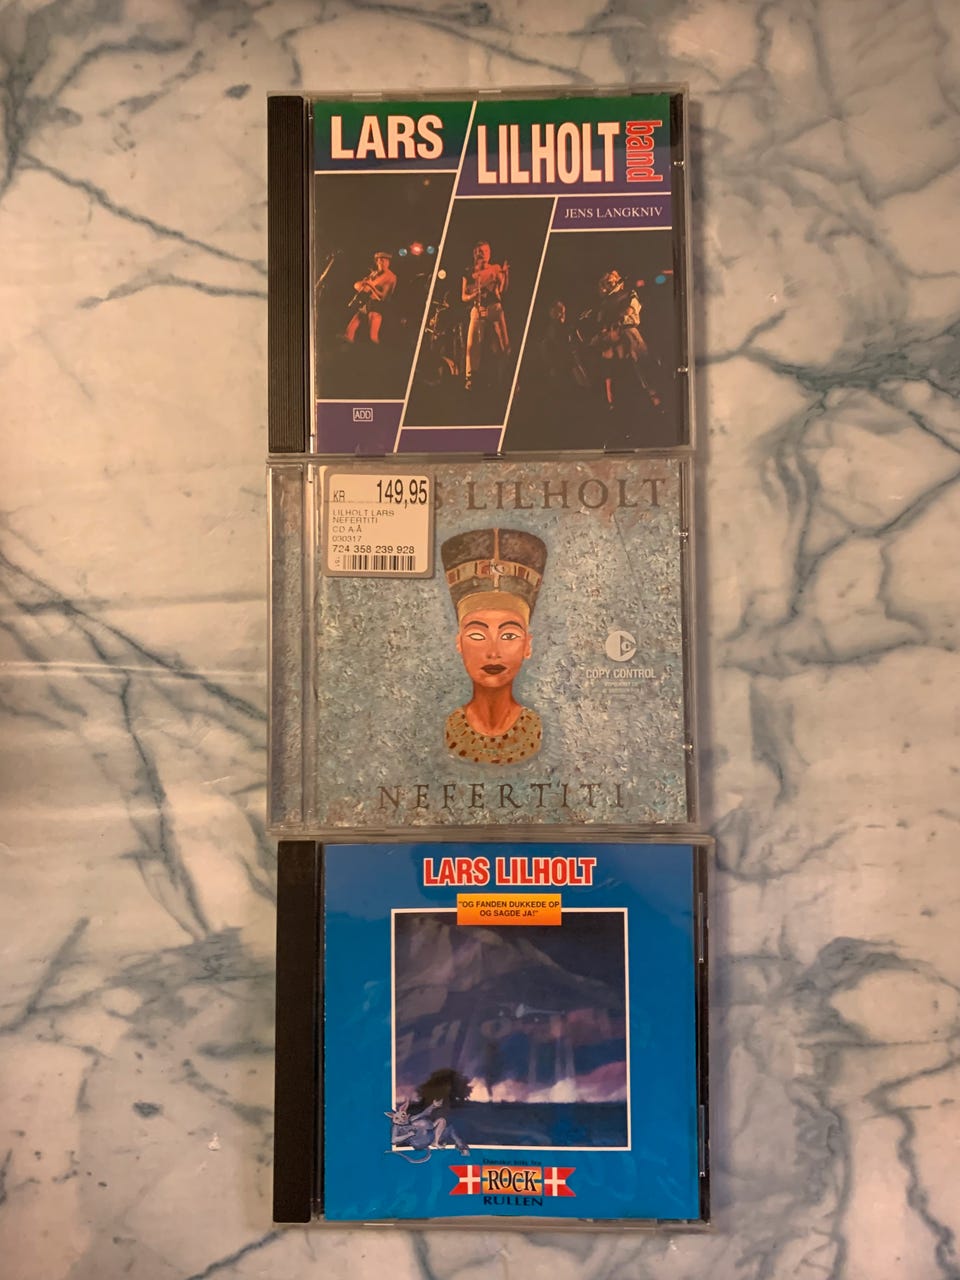 LARS
LILHOLT
band
JENS LANGKNIV
ADD
KR 149,95
LILHOLT LARS
NEFERTITI
CD A-Å
030317
724 358 239 928
S LILHOLT
COPY CONTROL
NEFERTITI
LARS LILHOLT
"OG FANDEN DUKKEDE OP
OG SAGDE JA!"
ROCK
RULLEN